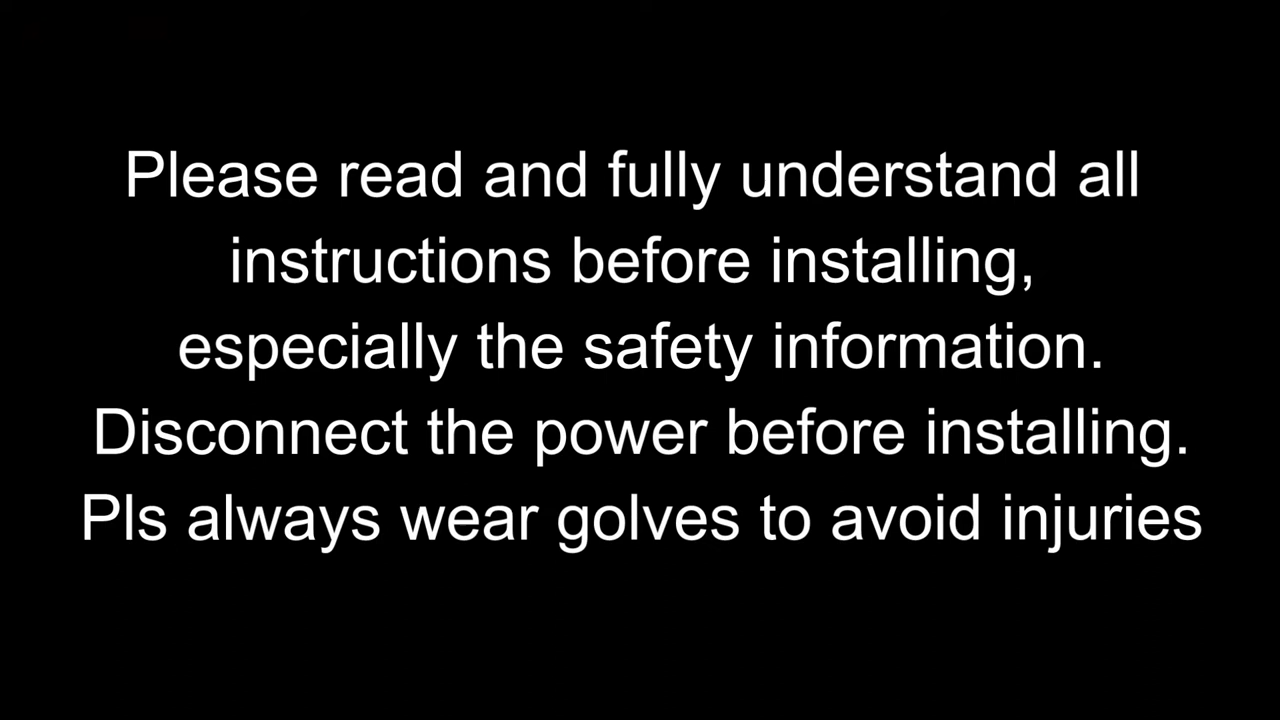 Please read and fully understand all
instructions before installing,
especially the safety information.
Disconnect the power before installing.
Pls always wear golves to avoid injuries